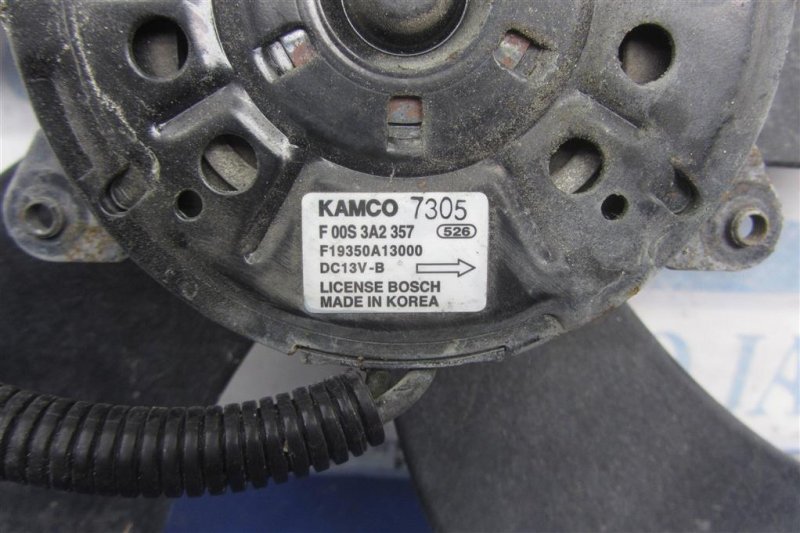 KAMCO 7305
F 00S 3A2 357 526
F19350A13000
DC13V-B
LICENSE BOSCH
MADE IN KOREA